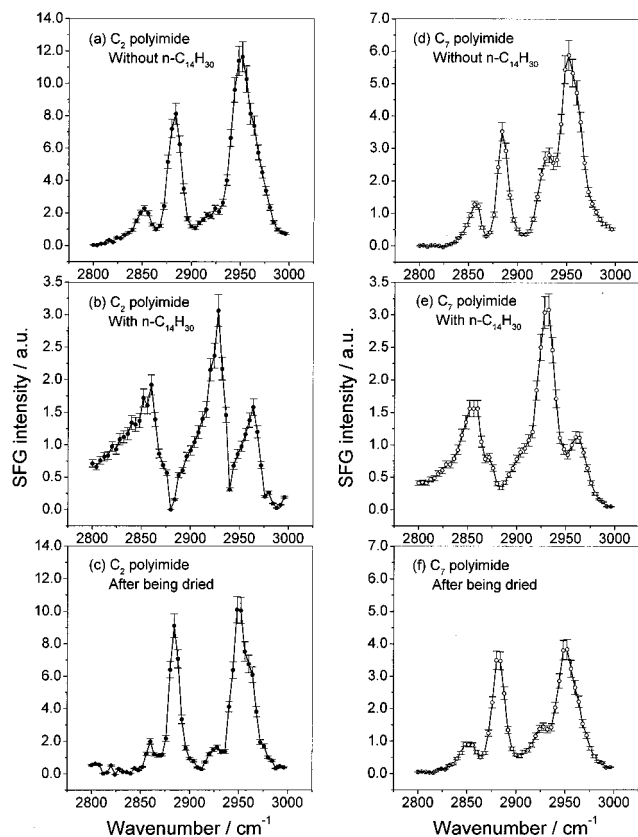 (a) C2 polyimide
Without n-C14H30
14.0
12.0
10.0
8.0
6.0
4.0
2.0
0.0
2800 2850 2900 2950 3000
(d) C7 polyimide
Without n-C14H30
7.0
6.0
5.0
4.0
3.0
2.0
1.0
0.0
2800 2850 2900 2950 3000
SFG intensity / a.u.
(b) C2 polyimide
With n-C14H30
3.5
3.0
2.5
2.0
1.5
1.0
0.5
0.0
2800 2850 2900 2950 3000
SFG intensity / a.u.
(e) C7 polyimide
With n-C14H30
3.5
3.0
2.5
2.0
1.5
1.0
0.5
0.0
2800 2850 2900 2950 3000
(c) C2 polyimide
After being dried
14.0
12.0
10.0
8.0
6.0
4.0
2.0
0.0
2800 2850 2900 2950 3000
Wavenumber / cm-1
(f) C7 polyimide
After being dried
7.0
6.0
5.0
4.0
3.0
2.0
1.0
0.0
2800 2850 2900 2950 3000
Wavenumber / cm-1